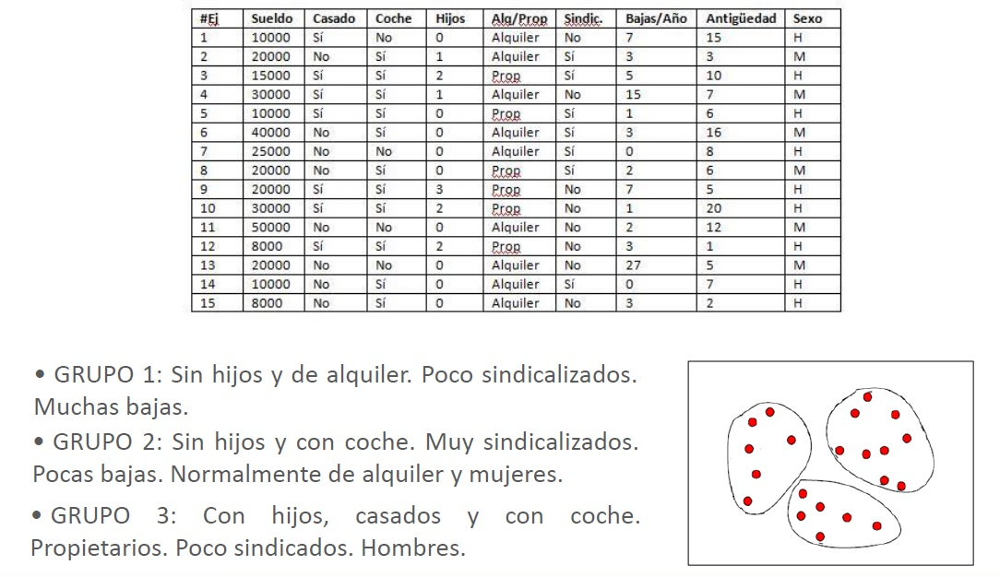 #Ej Sueldo Casado Coche Hijos Alq/Prop Sindic. Bajas/Año Antigüedad Sexo
1 10000 Sí No 0 Alquiler No 7 15 H
2 20000 No Sí 1 Alquiler Sí 3 3 M
3 15000 Sí Sí 2 Prop Sí 5 10 H
4 30000 Sí Sí 1 Alquiler No 15 7 M
5 10000 Sí Sí 0 Prop Sí 1 6 H
6 40000 No Sí 0 Alquiler Sí 3 16 M
7 25000 No No 0 Alquiler Sí 0 8 H
8 20000 No Sí 0 Prop Sí 2 6 M
9 20000 Sí Sí 3 Prop No 7 5 H
10 30000 Sí Sí 2 Prop No 1 20 H
11 50000 No No 0 Alquiler No 2 12 M
12 8000 Sí Sí 2 Prop No 3 1 H
13 20000 No No 0 Alquiler No 27 5 M
14 10000 No Sí 0 Alquiler Sí 0 7 H
15 8000 No Sí 0 Alquiler No 3 2 H
• GRUPO 1: Sin hijos y de alquiler. Poco sindicalizados.
Muchas bajas.
• GRUPO 2: Sin hijos y con coche. Muy sindicalizados.
Pocas bajas. Normalmente de alquiler y mujeres.
• GRUPO 3: Con hijos, casados y con coche.
Propietarios. Poco sindicados. Hombres.